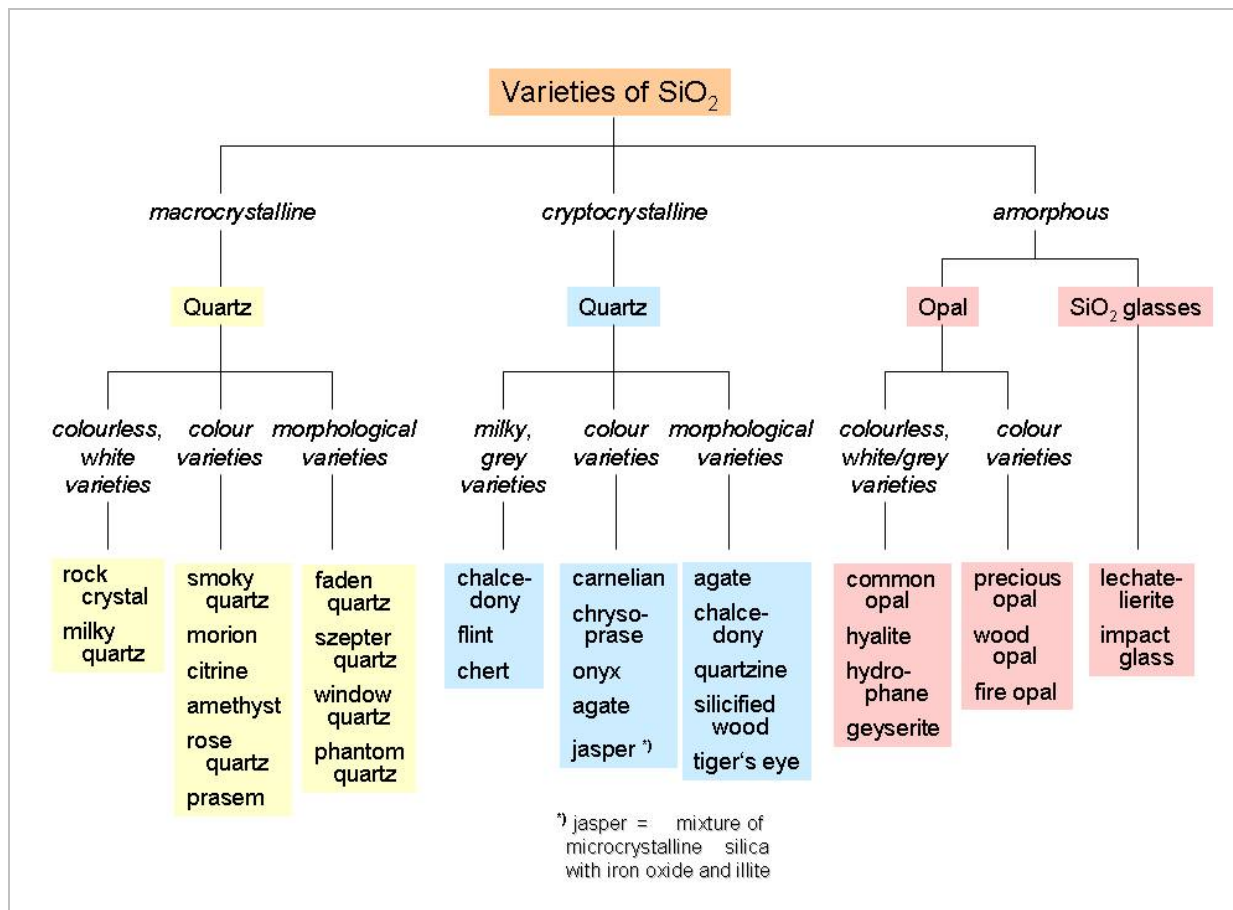 Varieties of SiO₂
macrocrystalline
cryptocrystalline
amorphous
Quartz
Quartz
Opal
SiO₂ glasses
colourless,
white
varieties
colour
varieties
morphological
varieties
milky,
grey
varieties
colour
varieties
morphological
varieties
colourless,
white/grey
varieties
colour
varieties
rock
crystal
milky
quartz
smoky
quartz
morion
citrine
amethyst
rose
quartz
prasem
faden
quartz
szepter
quartz
window
quartz
phantom
quartz
chalce-
dony
flint
chert
carnelian
chryso-
prase
onyx
agate
jasper *)
agate
chalce-
dony
quartzine
silicified
wood
tiger's eye
common
opal
hyalite
hydro-
phane
geyserite
precious
opal
wood
opal
fire opal
lechate-
lierite
impact
glass
*) jasper = mixture of
microcrystalline silica
with iron oxide and illite